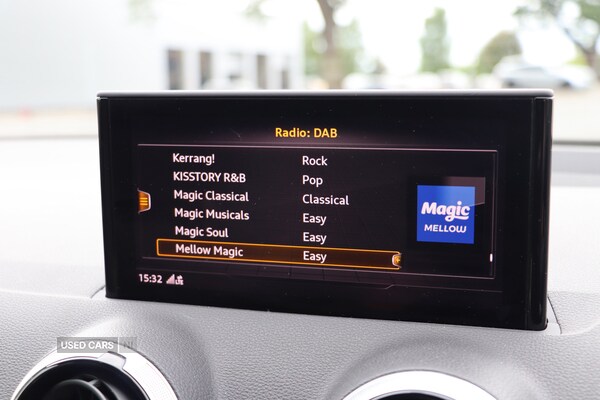 Radio: DAB
Kerrang! Rock
KISSTORY R&B Pop
Magic Classical Classical
Magic Musicals Easy
Magic Soul Easy
Mellow Magic Easy
Magic
MELLOW
15:32 LTE
USED CARS